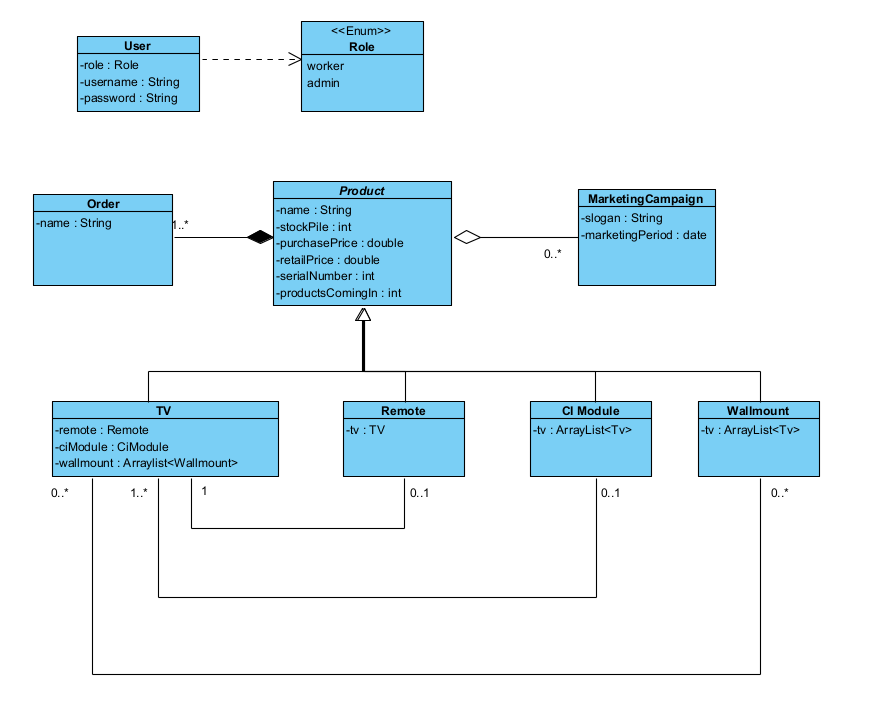 User
-role : Role
-username : String
-password : String
<<Enum>>
Role
worker
admin
Order
-name : String
1..*
Product
-name : String
-stockPile : int
-purchasePrice : double
-retailPrice : double
-serialNumber : int
-productsComingIn : int
MarketingCampaign
-slogan : String
-marketingPeriod : date
0..*
TV
-remote : Remote
-ciModule : CiModule
-wallmount : Arraylist<Wallmount>
Remote
-tv : TV
CI Module
-tv : ArrayList<Tv>
Wallmount
-tv : ArrayList<Tv>
0..*
1..*
1
0..1
0..1
0..*